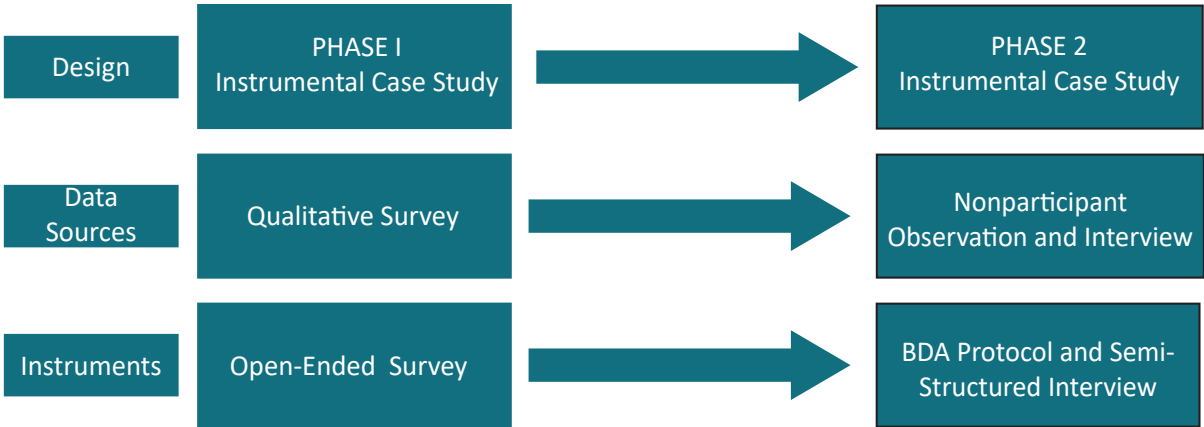 Design
PHASE I
Instrumental Case Study
PHASE 2
Instrumental Case Study
Data
Sources
Qualitative Survey
Nonparticipant
Observation and Interview
Instruments
Open-Ended  Survey
BDA Protocol and Semi-
Structured Interview